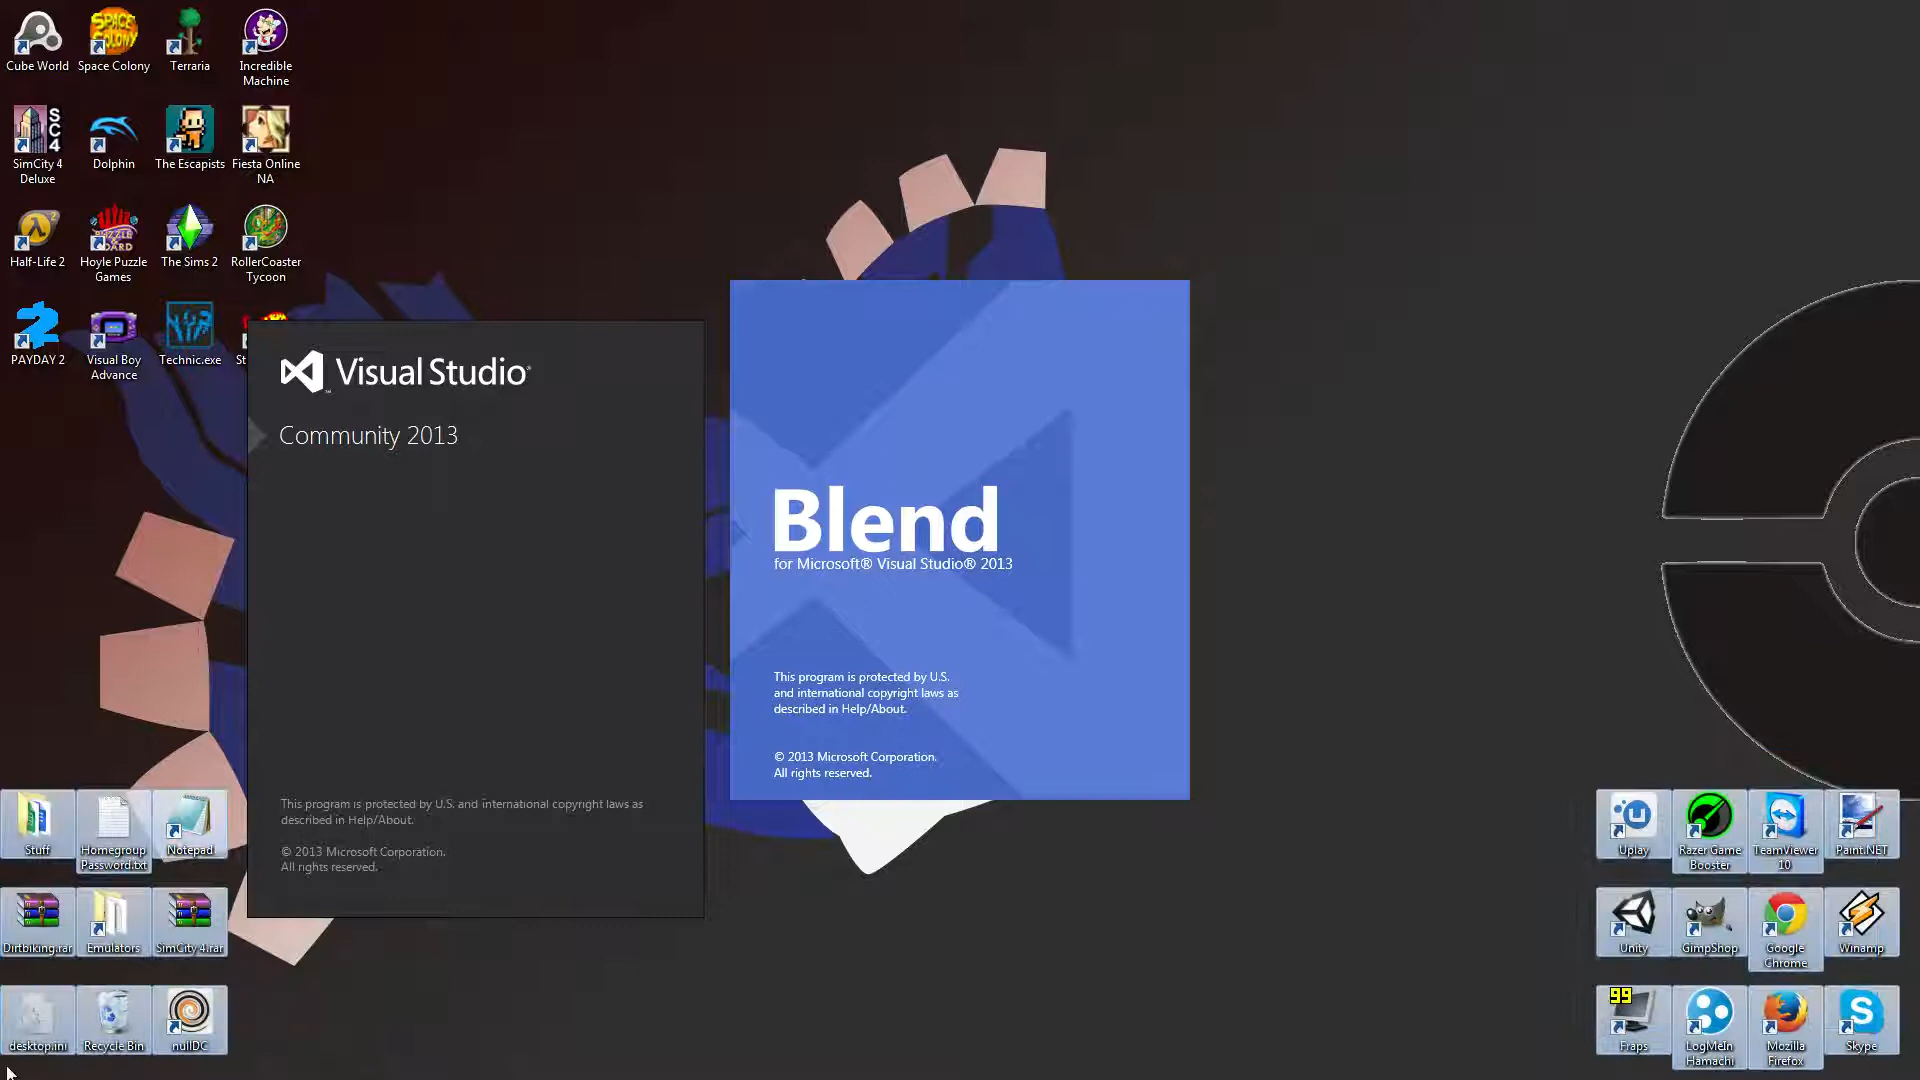 Cube World
Space Colony
Terraria
Incredible
Machine
SC4
SimCity 4
Deluxe
Dolphin
The Escapists
Fiesta Online
NA
Half-Life 2
Hoyle Puzzle
Games
The Sims 2
RollerCoaster
Tycoon
PAYDAY 2
Visual Boy
Advance
Technic.exe
St
Visual Studio
Community 2013
This program is protected by U.S. and international copyright laws as
described in Help/About.
© 2013 Microsoft Corporation.
All rights reserved.
Blend
for Microsoft® Visual Studio® 2013
This program is protected by U.S.
and international copyright laws as
described in Help/About.
© 2013 Microsoft Corporation.
All rights reserved.
Stuff
Homegroup
Password.txt
Notepad
Dirtbiking.rar
Emulators
SimCity 4.rar
desktop.ini
Recycle Bin
nullDC
Uplay
Razer Game
Booster
TeamViewer
10
Paint.NET
Unity
GimpShop
Google
Chrome
Winamp
99
Fraps
LogMeIn
Hamachi
Mozilla
Firefox
Skype